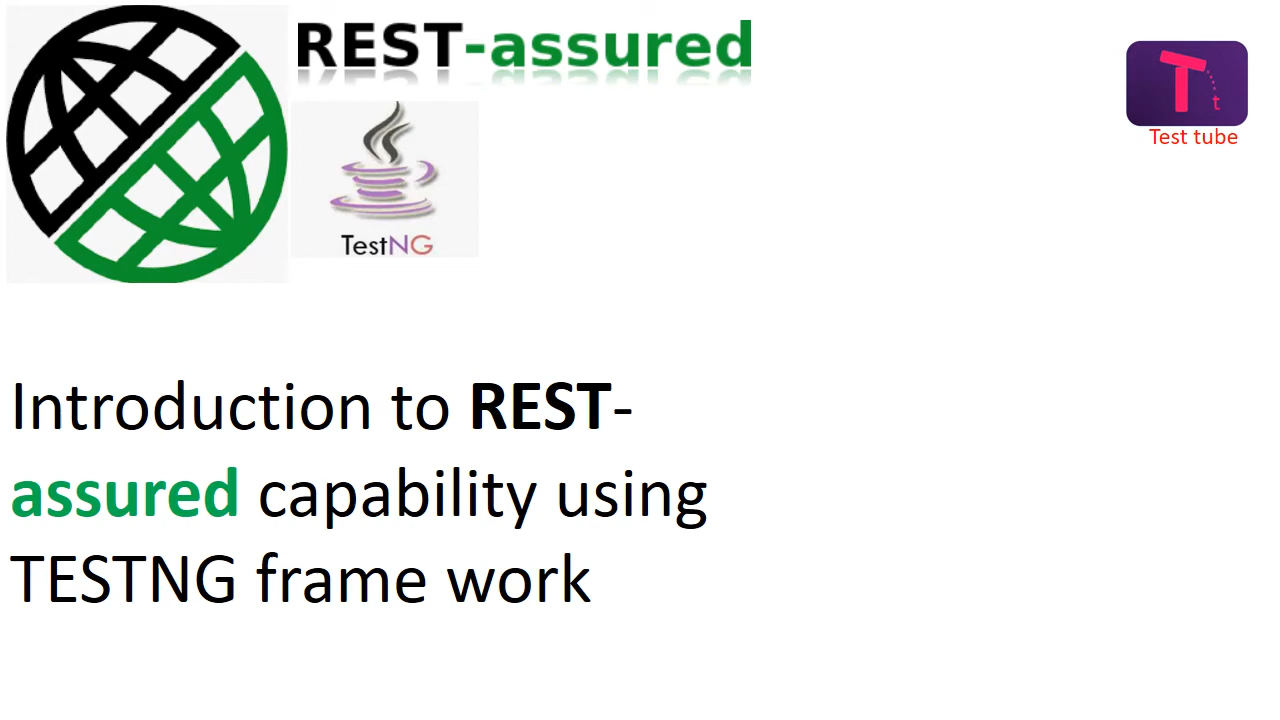 REST-assured
TestNG
t
Test tube
Introduction to REST-
assured capability using
TESTNG frame work